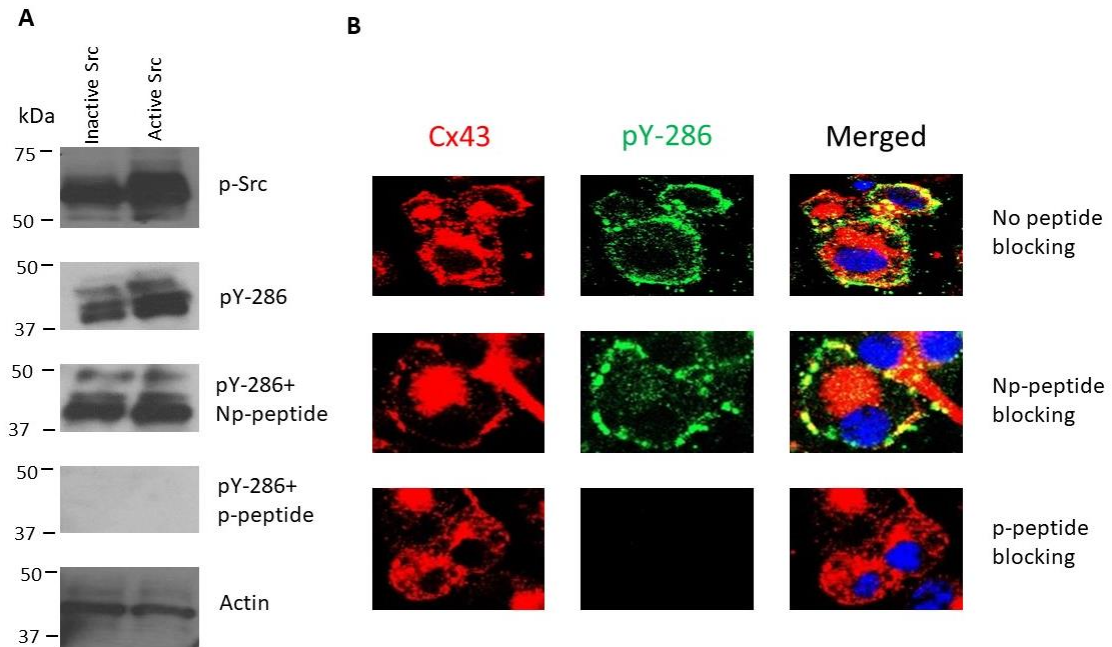 A
B
Inactive Src
Active Src
kDa
75
50
p-Src
50
37
pY-286
50
37
pY-286+
Np-peptide
50
37
pY-286+
p-peptide
50
37
Actin
Cx43
pY-286
Merged
No peptide
blocking
Np-peptide
blocking
p-peptide
blocking